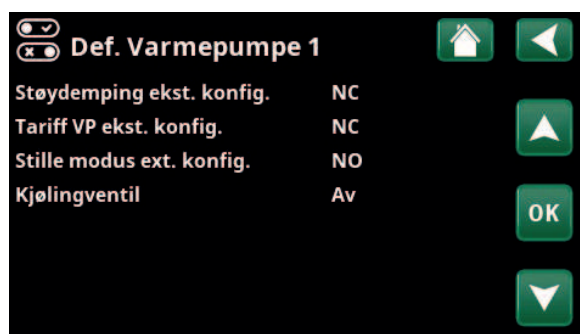 Def. Varmepumpe 1
Støydemping ekst. konfig. NC
Tariff VP ekst. konfig. NC
Stille modus ext. konfig. NO
Kjølingventil Av
OK